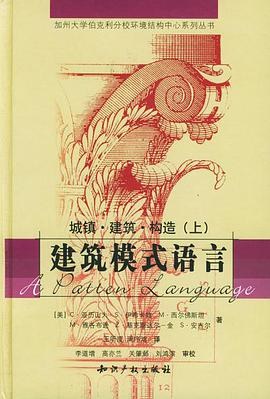 加州大学伯克利分校环境结构中心系列丛书
城镇·建筑·构造(上)
建筑模式语言
A Patten Language
[美] C·亚历山大 S·伊希卡娃 M·西尔佛斯坦
M·雅各布逊 I·菲克斯达尔-金 S·安吉尔 著
王听度 周序鸿 译
李道增 高亦兰 关肇邺 刘鸿滨 审校
知识产权出版社
12